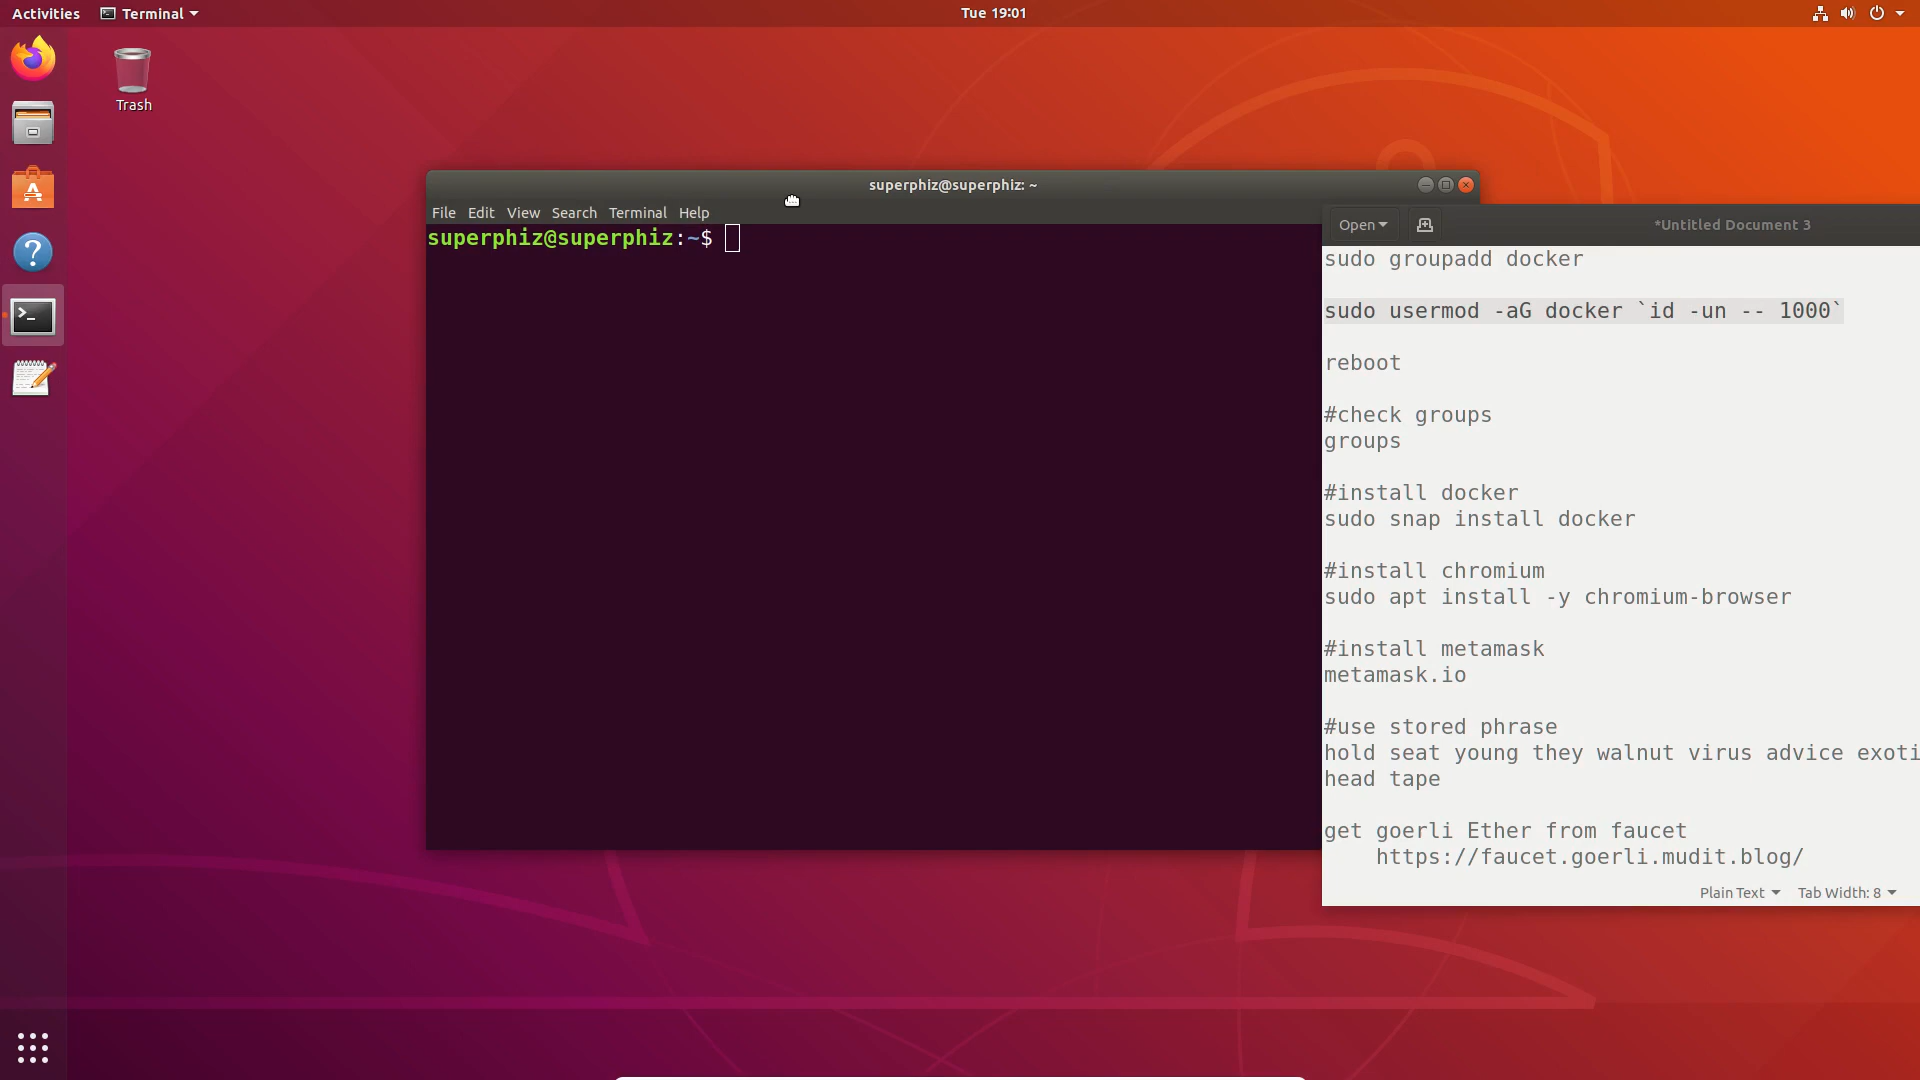 Activities
Terminal
Tue 19:01
Trash
superphiz@superphiz: ~
File Edit View Search Terminal Help
superphiz@superphiz:~$
Open
*Untitled Document 3
sudo groupadd docker
sudo usermod -aG docker `id -un -- 1000`
reboot
#check groups
groups
#install docker
sudo snap install docker
#install chromium
sudo apt install -y chromium-browser
#install metamask
metamask.io
#use stored phrase
hold seat young they walnut virus advice exoti
head tape
get goerli Ether from faucet
https://faucet.goerli.mudit.blog/
Plain Text
Tab Width: 8